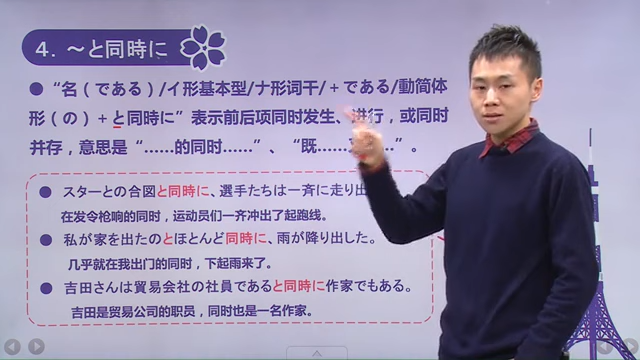 4. ～と同時に
● “名（である）/イ形基本型/ナ形词干/＋である/動简体
形（の）＋と同時に”表示前后项同时发生、进行，或同时
并存，意思是“……的同时……”、“既…… ……”。
● スターとの合図と同時に、選手たちは一斉に走り出
在发令枪响的同时，运动员们一齐冲出了起跑线。
● 私が家を出たのとほとんど同時に、雨が降り出した。
几乎就在我出门的同时，下起雨来了。
● 吉田さんは貿易会社の社員であると同時に作家でもある。
吉田是贸易公司的职员，同时也是一名作家。